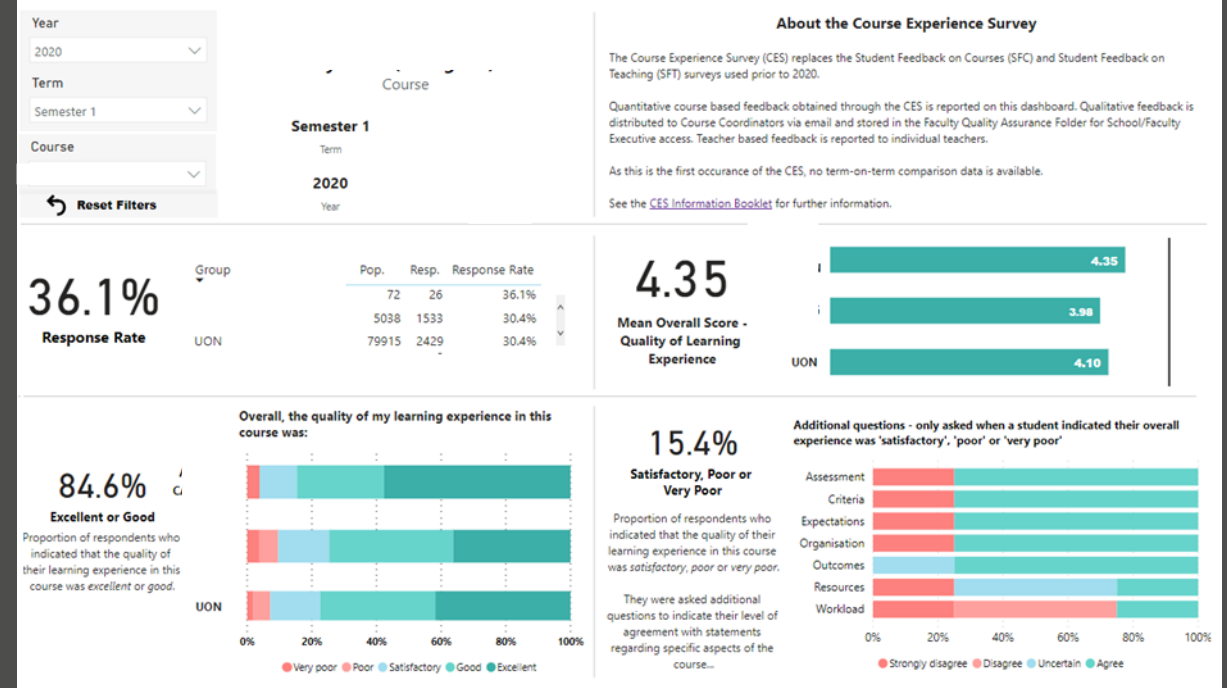 Year
2020
Term
Semester 1
Course
Reset Filters
Course
Semester 1
Term
2020
Year
About the Course Experience Survey
The Course Experience Survey (CES) replaces the Student Feedback on Courses (SFC) and Student Feedback on
Teaching (SFT) surveys used prior to 2020.
Quantitative course based feedback obtained through the CES is reported on this dashboard. Qualitative feedback is
distributed to Course Coordinators via email and stored in the Faculty Quality Assurance Folder for School/Faculty
Executive access. Teacher based feedback is reported to individual teachers.
As this is the first occurance of the CES, no term-on-term comparison data is available.
See the CES Information Booklet for further information.
36.1%
Response Rate
Group Pop. Resp. Response Rate
72 26 36.1%
5038 1533 30.4%
UON 79915 2429 30.4%
4.35
Mean Overall Score -
Quality of Learning
Experience
4.35
3.98
UON 4.10
84.6%
Excellent or Good
Proportion of respondents who
indicated that the quality of
their learning experience in this
course was excellent or good.
Overall, the quality of my learning experience in this
course was:
UON
0% 20% 40% 60% 80% 100%
Very poor Poor Satisfactory Good Excellent
15.4%
Satisfactory, Poor or
Very Poor
Proportion of respondents who
indicated that the quality of their
learning experience in this course
was satisfactory, poor or very poor.
They were asked additional
questions to indicate their level of
agreement with statements
regarding specific aspects of the
course...
Additional questions - only asked when a student indicated their overall
experience was 'satisfactory', 'poor' or 'very poor'
Assessment
Criteria
Expectations
Organisation
Outcomes
Resources
Workload
0% 20% 40% 60% 80% 100%
Strongly disagree Disagree Uncertain Agree